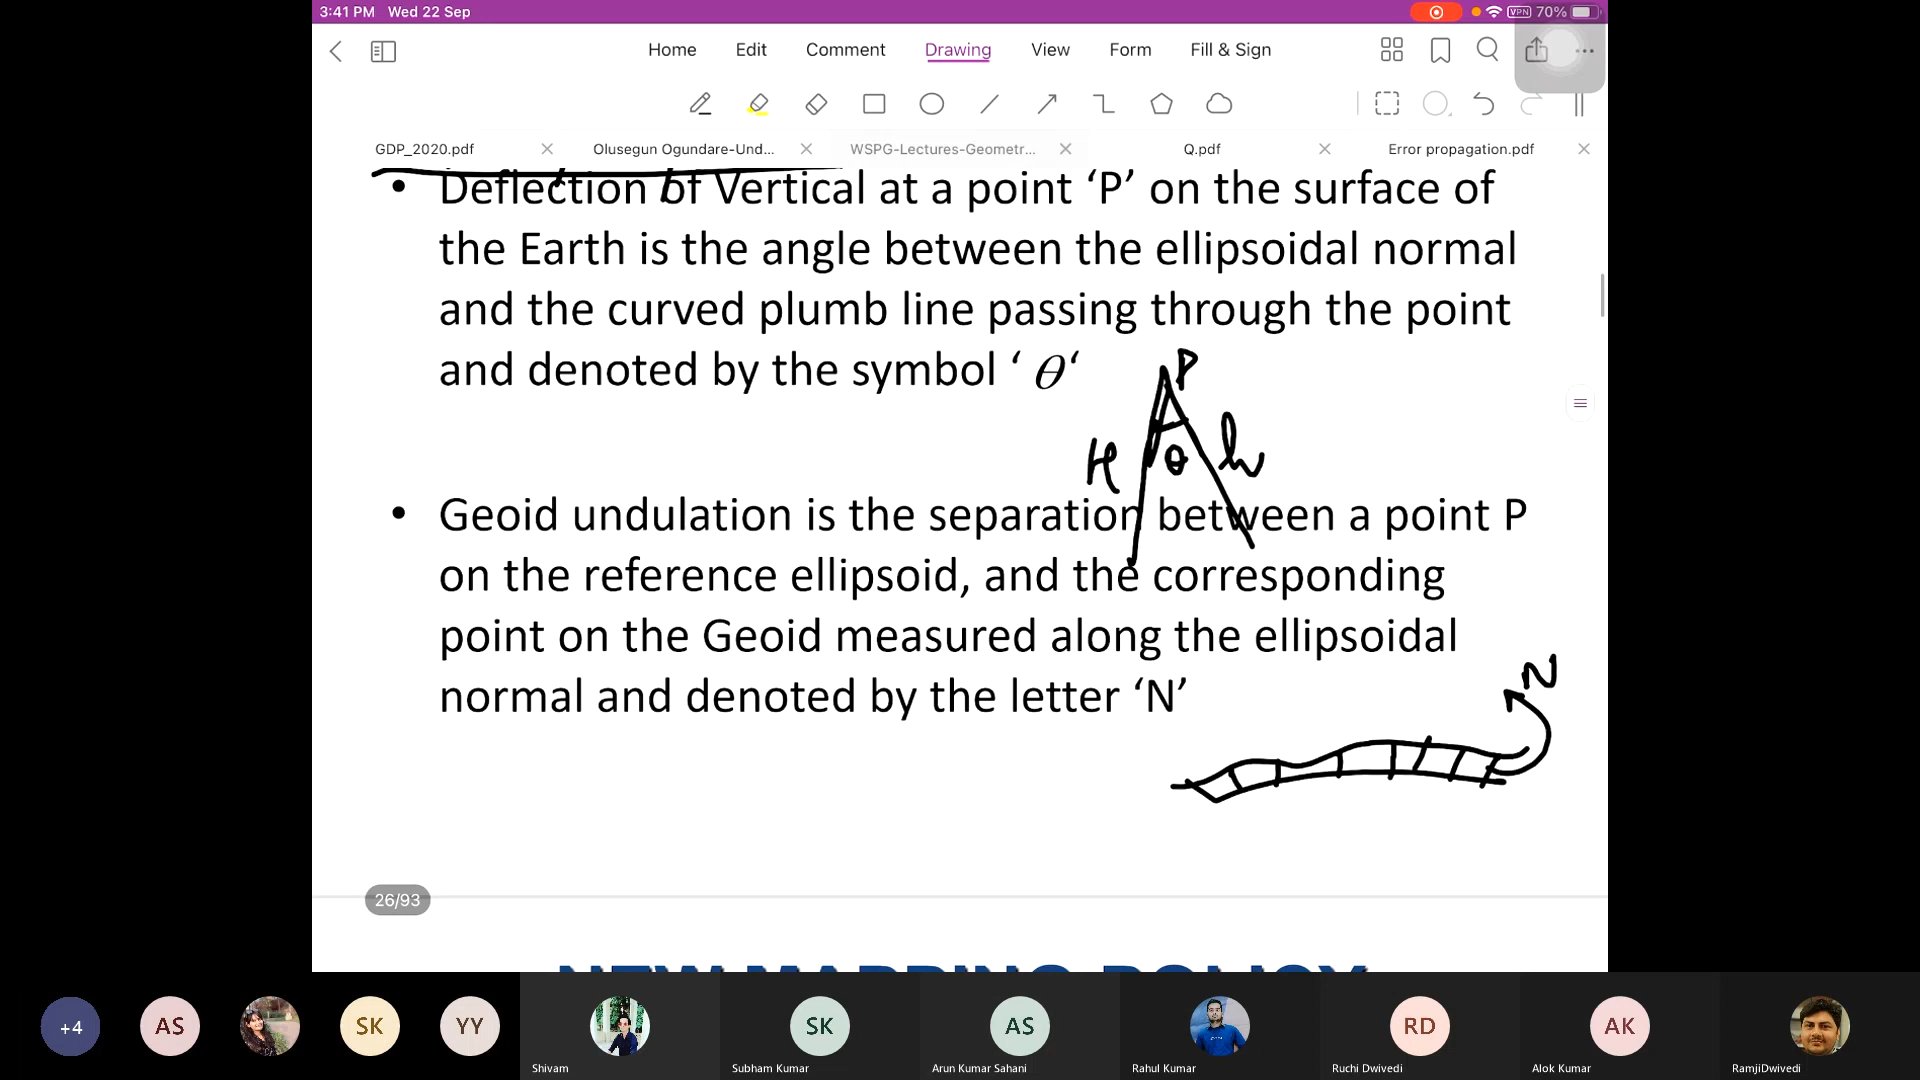 3:41 PM Wed 22 Sep
VPN 70%
Home Edit Comment Drawing View Form Fill & Sign
GDP_2020.pdf Olusegun Ogundare-Und... WSPG-Lectures-Geometr... Q.pdf Error propagation.pdf
• Deflection of Vertical at a point ‘P’ on the surface of
the Earth is the angle between the ellipsoidal normal
and the curved plumb line passing through the point
and denoted by the symbol ‘ θ‘
P
H θ h
• Geoid undulation is the separation between a point P
on the reference ellipsoid, and the corresponding
point on the Geoid measured along the ellipsoidal
normal and denoted by the letter ‘N’
N
26/93
NEW MAPPING POLICY
+4 AS SK YY SK AS RD AK
Shivam Subham Kumar Arun Kumar Sahani Rahul Kumar Ruchi Dwivedi Alok Kumar RamjiDwivedi